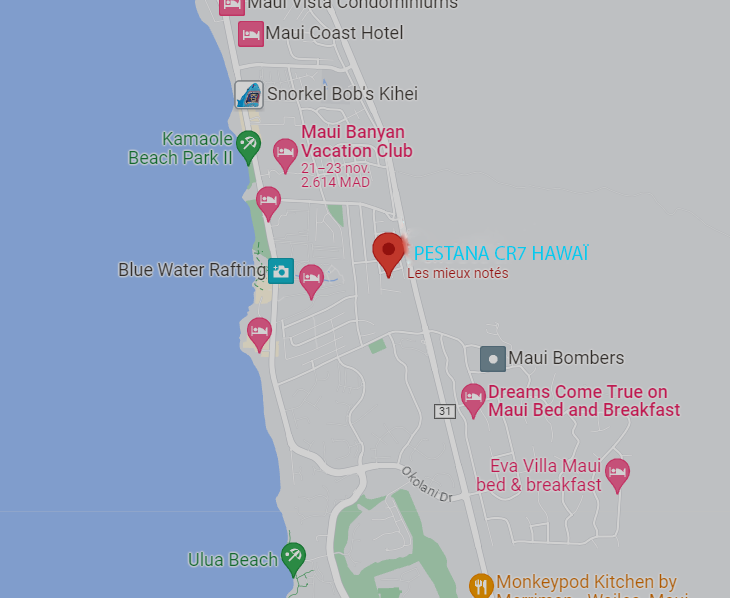 Maui Vista Condominiums
Maui Coast Hotel
Snorkel Bob's Kihei
Kamaole
Beach Park II
Maui Banyan
Vacation Club
21–23 nov.
2.614 MAD
PESTANA CR7 HAWAÏ
Les mieux notés
Blue Water Rafting
Maui Bombers
Dreams Come True on
Maui Bed and Breakfast
31
Eva Villa Maui
bed & breakfast
Okolani Dr
Ulua Beach
Monkeypod Kitchen by
Merriman - Wailea, Maui